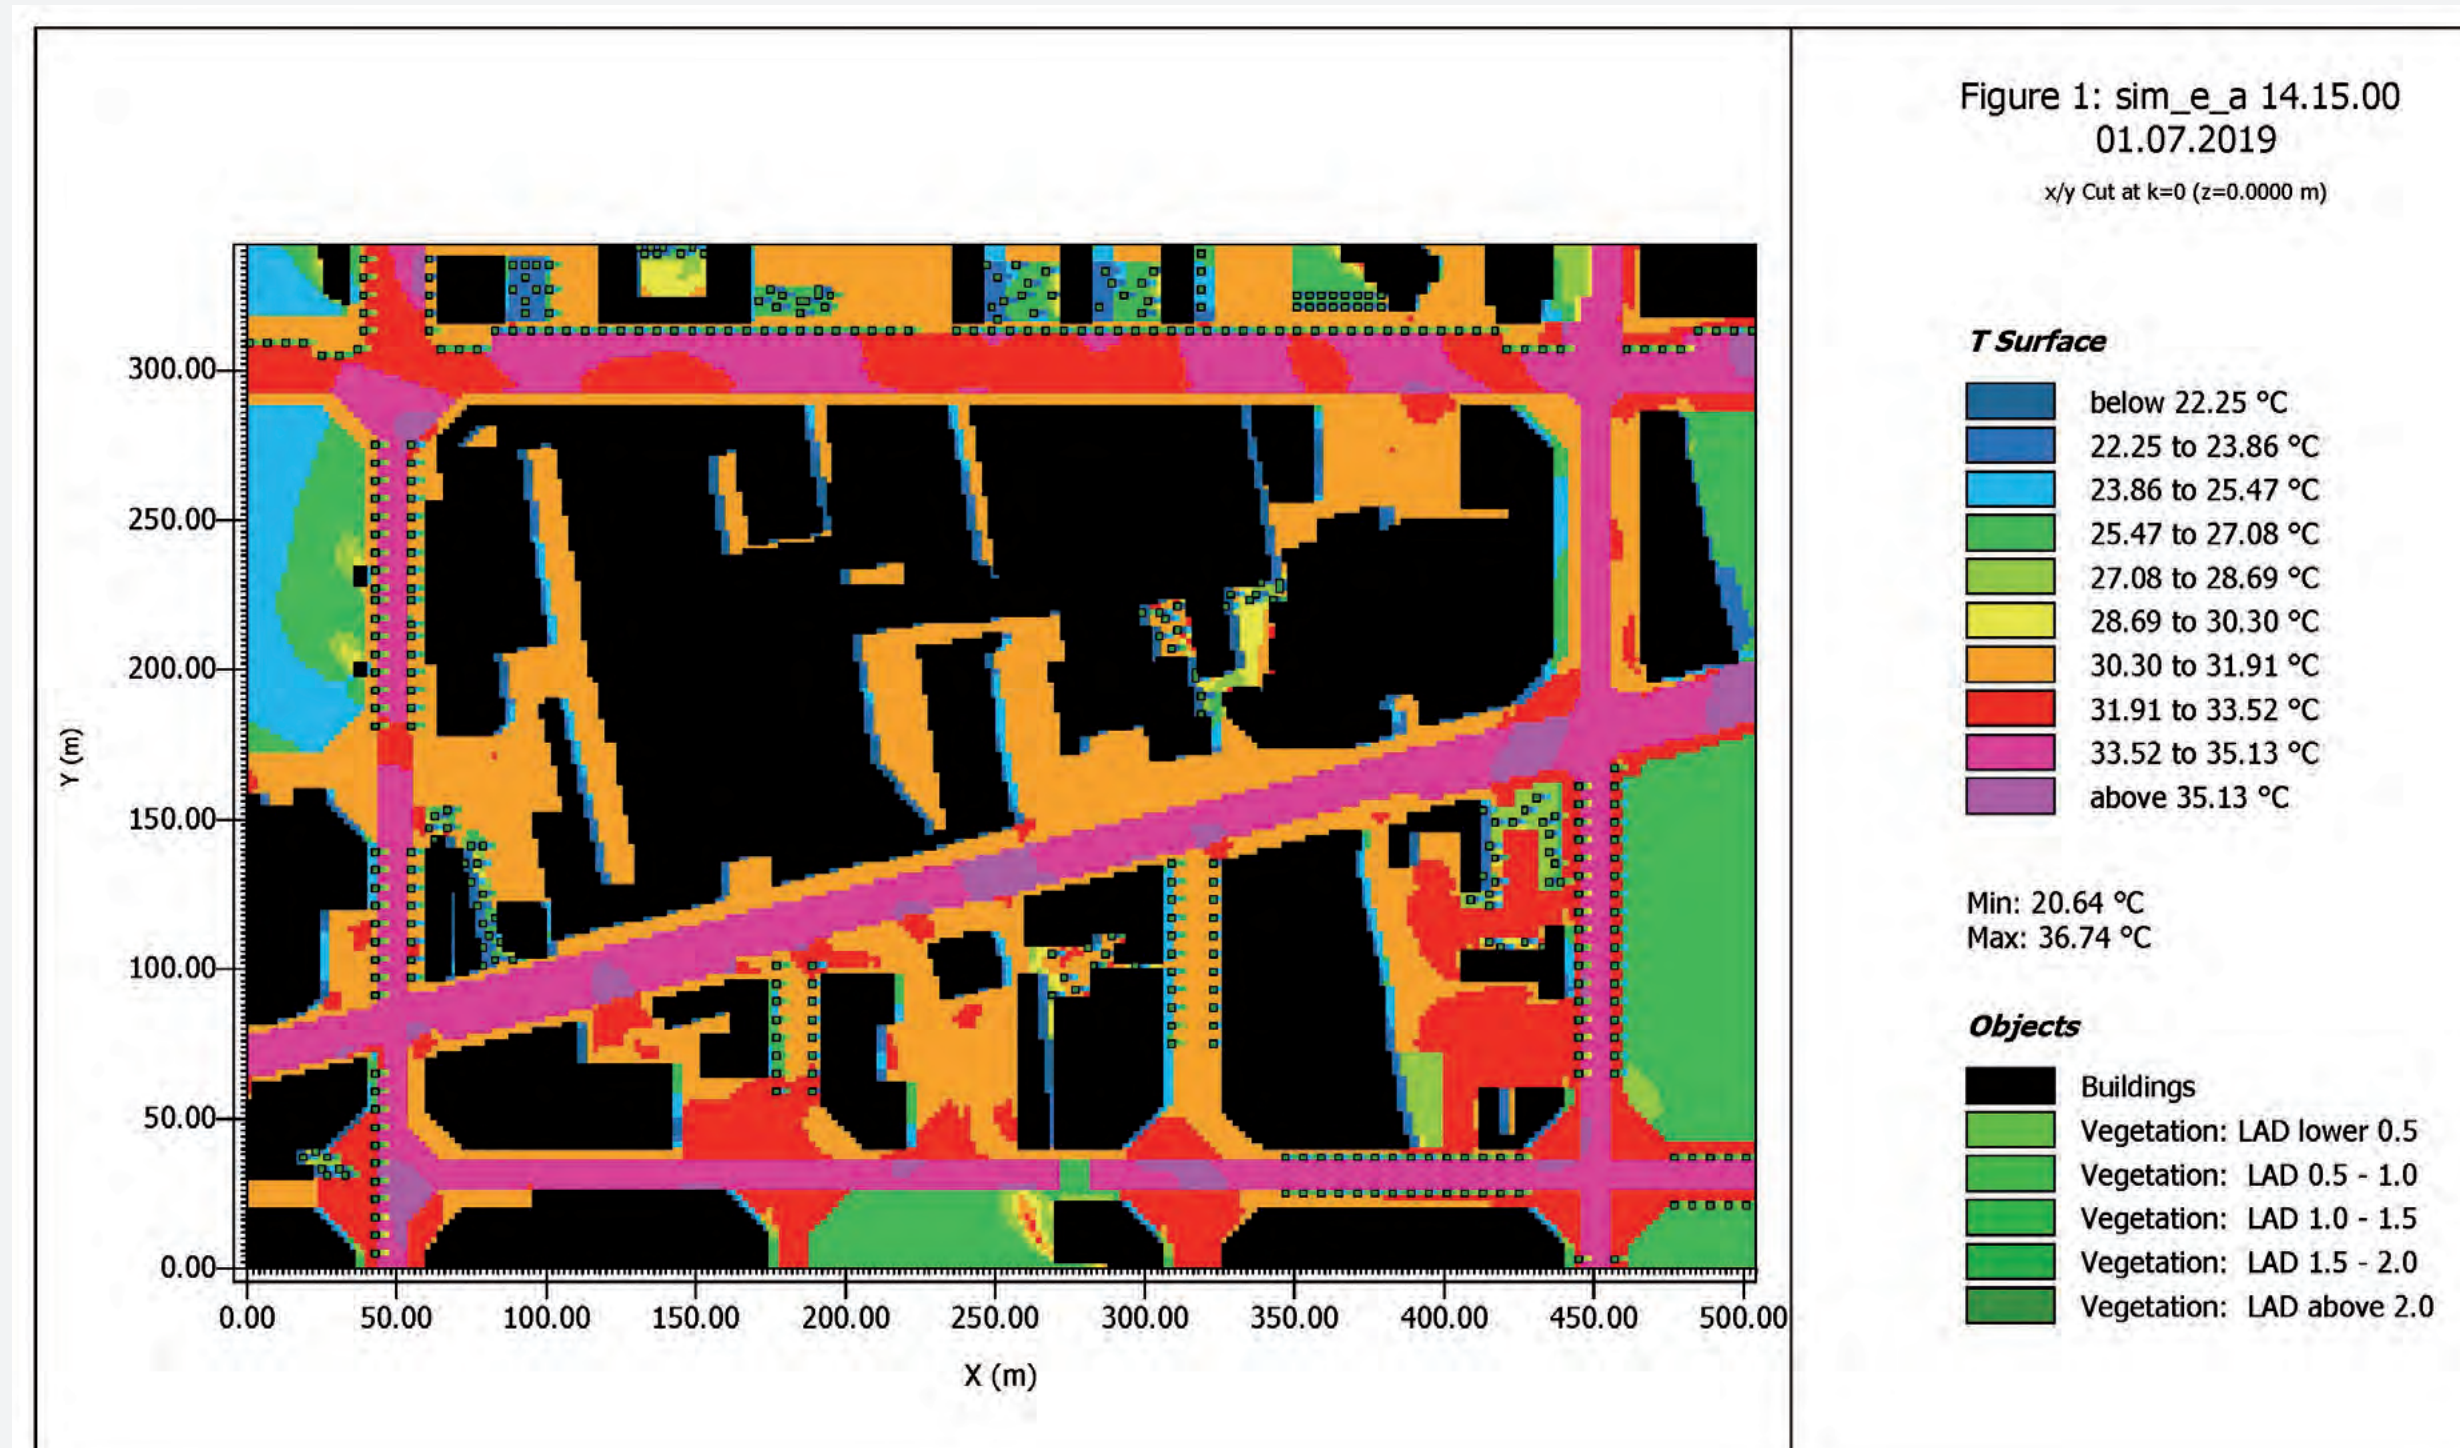 Figure 1: sim_e_a 14.15.00
01.07.2019
x/y Cut at k=0 (z=0.0000 m)
T Surface
below 22.25 °C
22.25 to 23.86 °C
23.86 to 25.47 °C
25.47 to 27.08 °C
27.08 to 28.69 °C
28.69 to 30.30 °C
30.30 to 31.91 °C
31.91 to 33.52 °C
33.52 to 35.13 °C
above 35.13 °C
Min: 20.64 °C
Max: 36.74 °C
Objects
Buildings
Vegetation: LAD lower 0.5
Vegetation: LAD 0.5 - 1.0
Vegetation: LAD 1.0 - 1.5
Vegetation: LAD 1.5 - 2.0
Vegetation: LAD above 2.0
Y (m)
300.00
250.00
200.00
150.00
100.00
50.00
0.00
0.00 50.00 100.00 150.00 200.00 250.00 300.00 350.00 400.00 450.00 500.00
X (m)